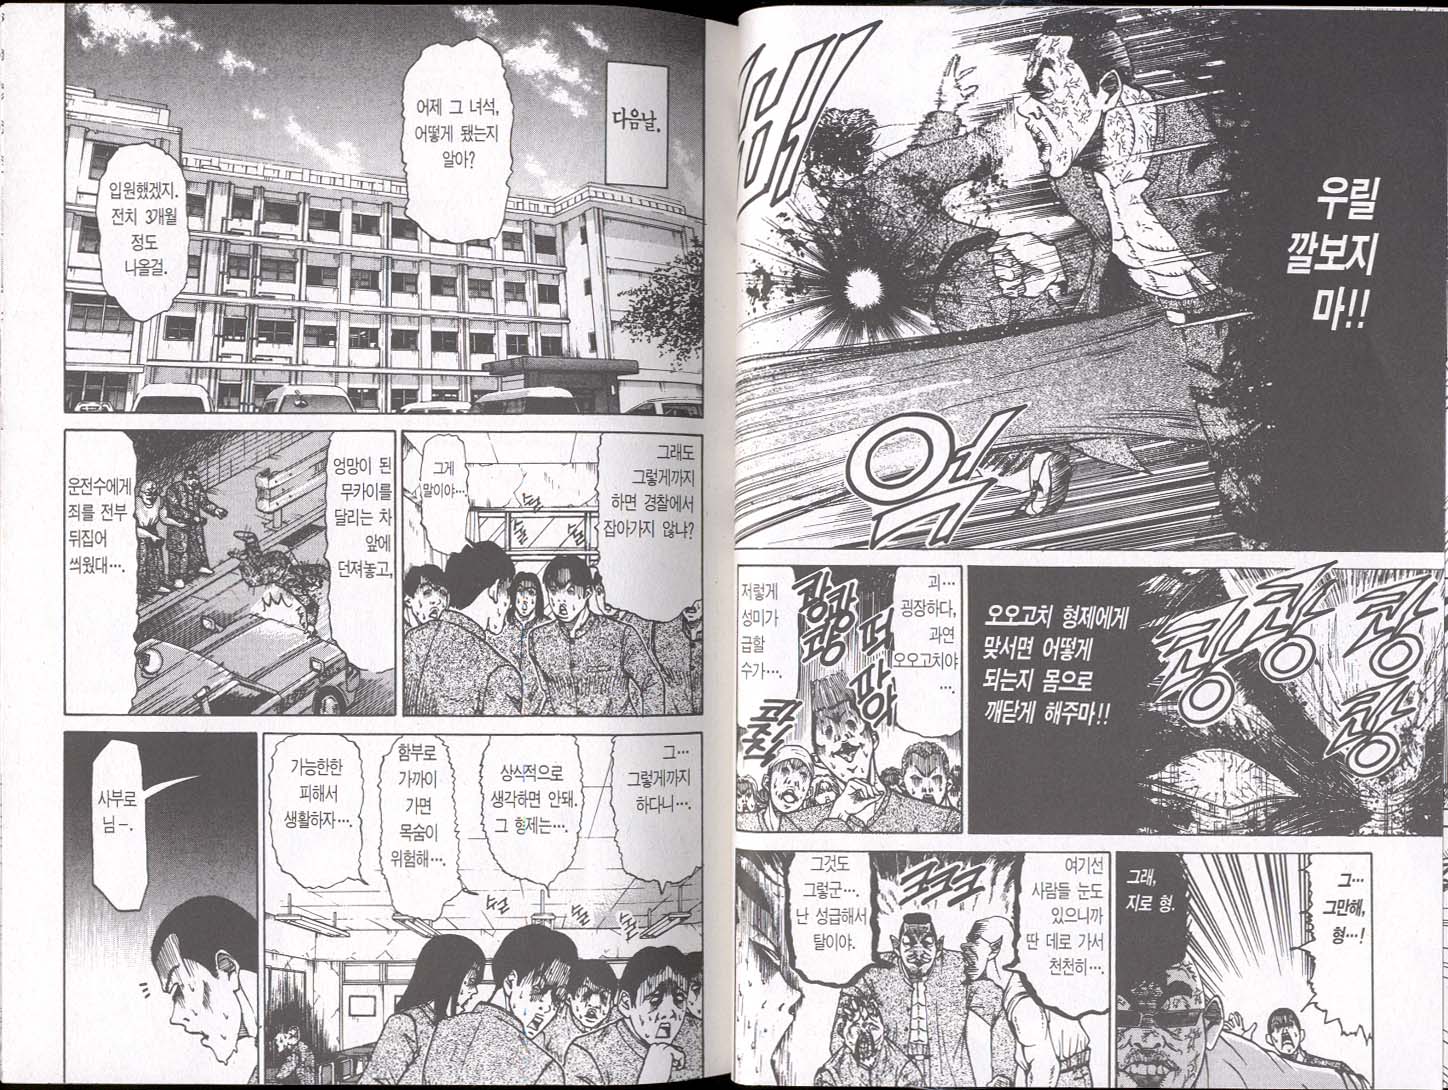 우릴
깔보지
마!!
뻐
억
오오고치 형제에게
맞서면 어떻게
되는지 몸으로
깨닫게 해주마!!
괴…
굉장하다,
과연
오오고치야
….
저렇게
성미가
급할
수가….
그…
그만해,
형…!
그래,
지로 형.
여기선
사람들 눈도
있으니까
딴 데로 가서
천천히….
그것도
그렇군….
난 성급해서
탈이야.
ㅋㅋㅋ
다음날.
어제 그 녀석,
어떻게 됐는지
알아?
입원했겠지.
전치 3개월
정도
나올걸.
그래도
그렇게까지
하면 경찰에서
잡아가지 않냐?
그게
말이야….
엉망이 된
무카이를
달리는 차
앞에
던져놓고,
운전수에게
죄를 전부
뒤집어
씌웠대….
그…
그렇게까지
하다니….
상식적으로
생각하면 안돼.
그 형제는….
함부로
가까이
가면
목숨이
위험해….
가능한한
피해서
생활하자….
사부로
님–.